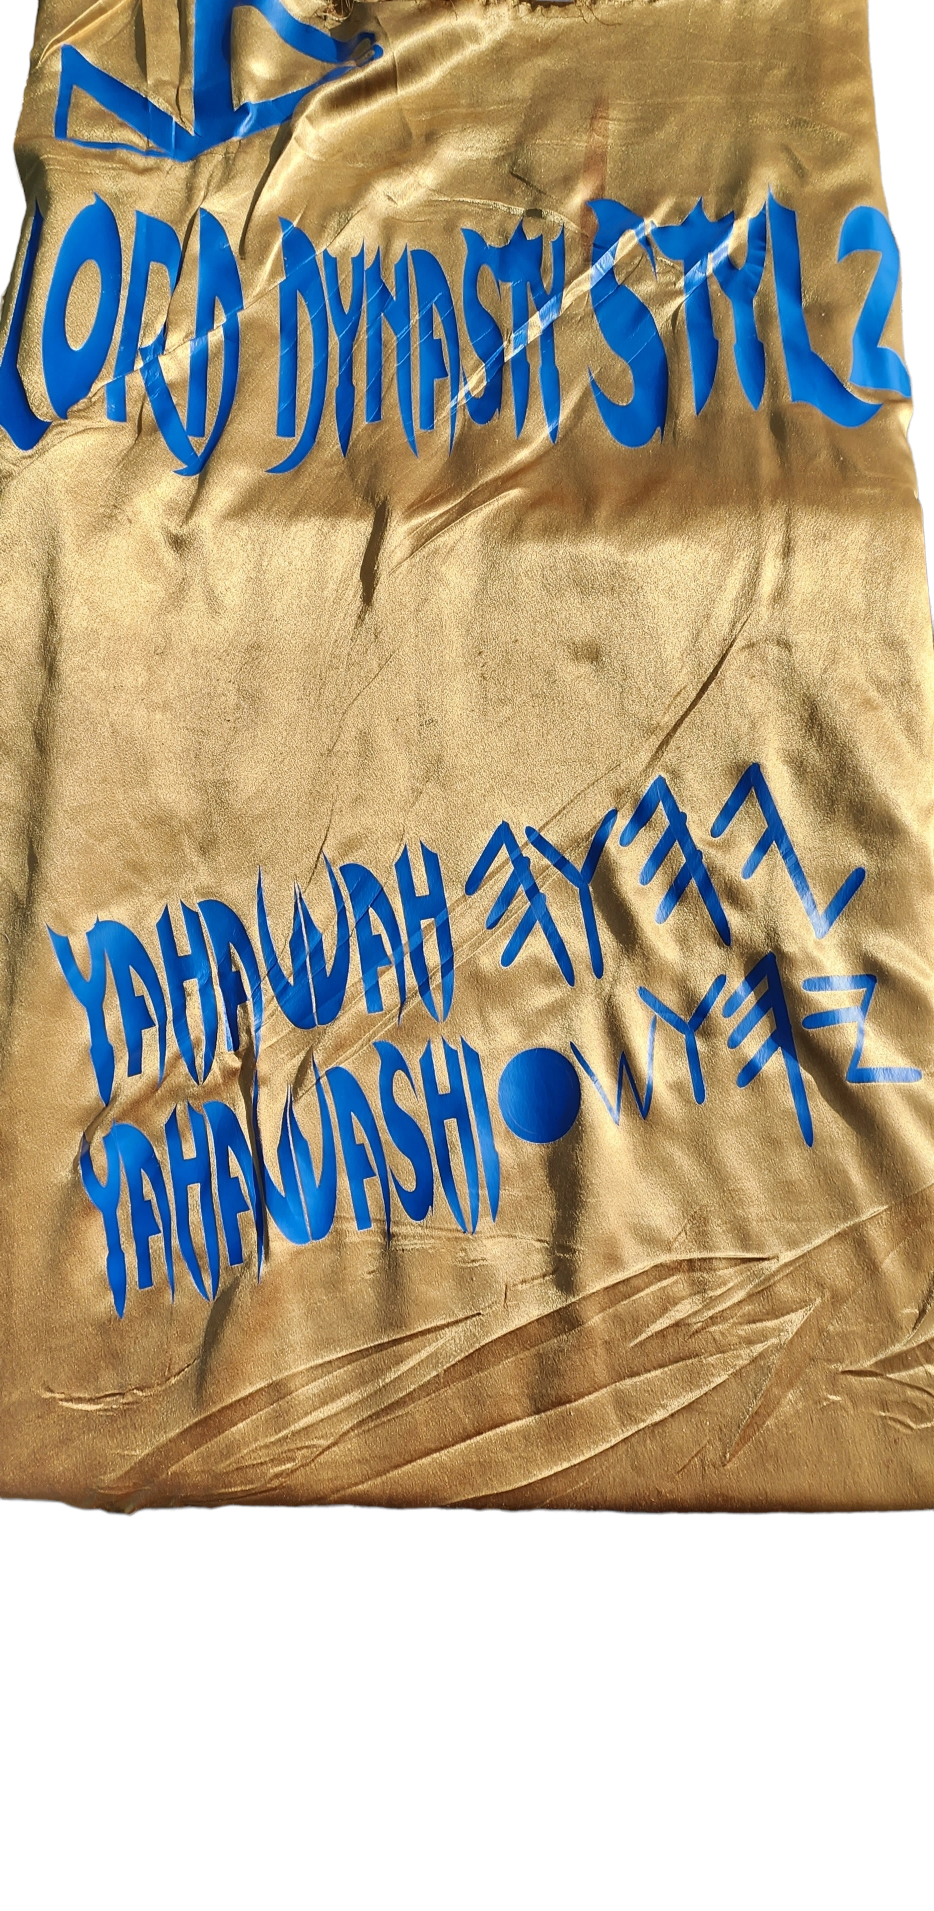 LORD DYNASTY STYLZ
YAHAWAH 𐤉𐤄𐤅𐤄
YAHAWASHI 𐤉𐤄𐤅𐤔𐤏